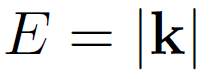 E = |𝐤|